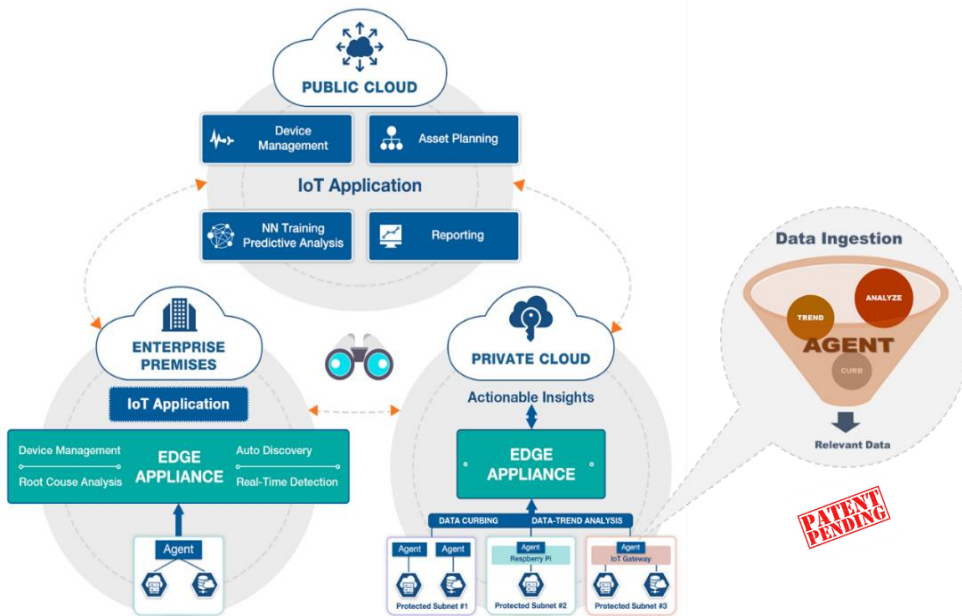 PUBLIC CLOUD
Device
Management
Asset Planning
IoT Application
NN Training
Predictive Analysis
Reporting
ENTERPRISE
PREMISES
IoT Application
Device Management
Root Couse Analysis
EDGE
APPLIANCE
Auto Discovery
Real-Time Detection
Agent
PRIVATE CLOUD
Actionable Insights
EDGE
APPLIANCE
DATA CURBING
DATA-TREND ANALYSIS
Agent
Agent
Protected Subnet #1
Agent
Respberry Pi
Protected Subnet #2
Agent
IoT Gateway
Protected Subnet #3
Data Ingestion
ANALYZE
TREND
AGENT
CURB
Relevant Data
PATENT
PENDING